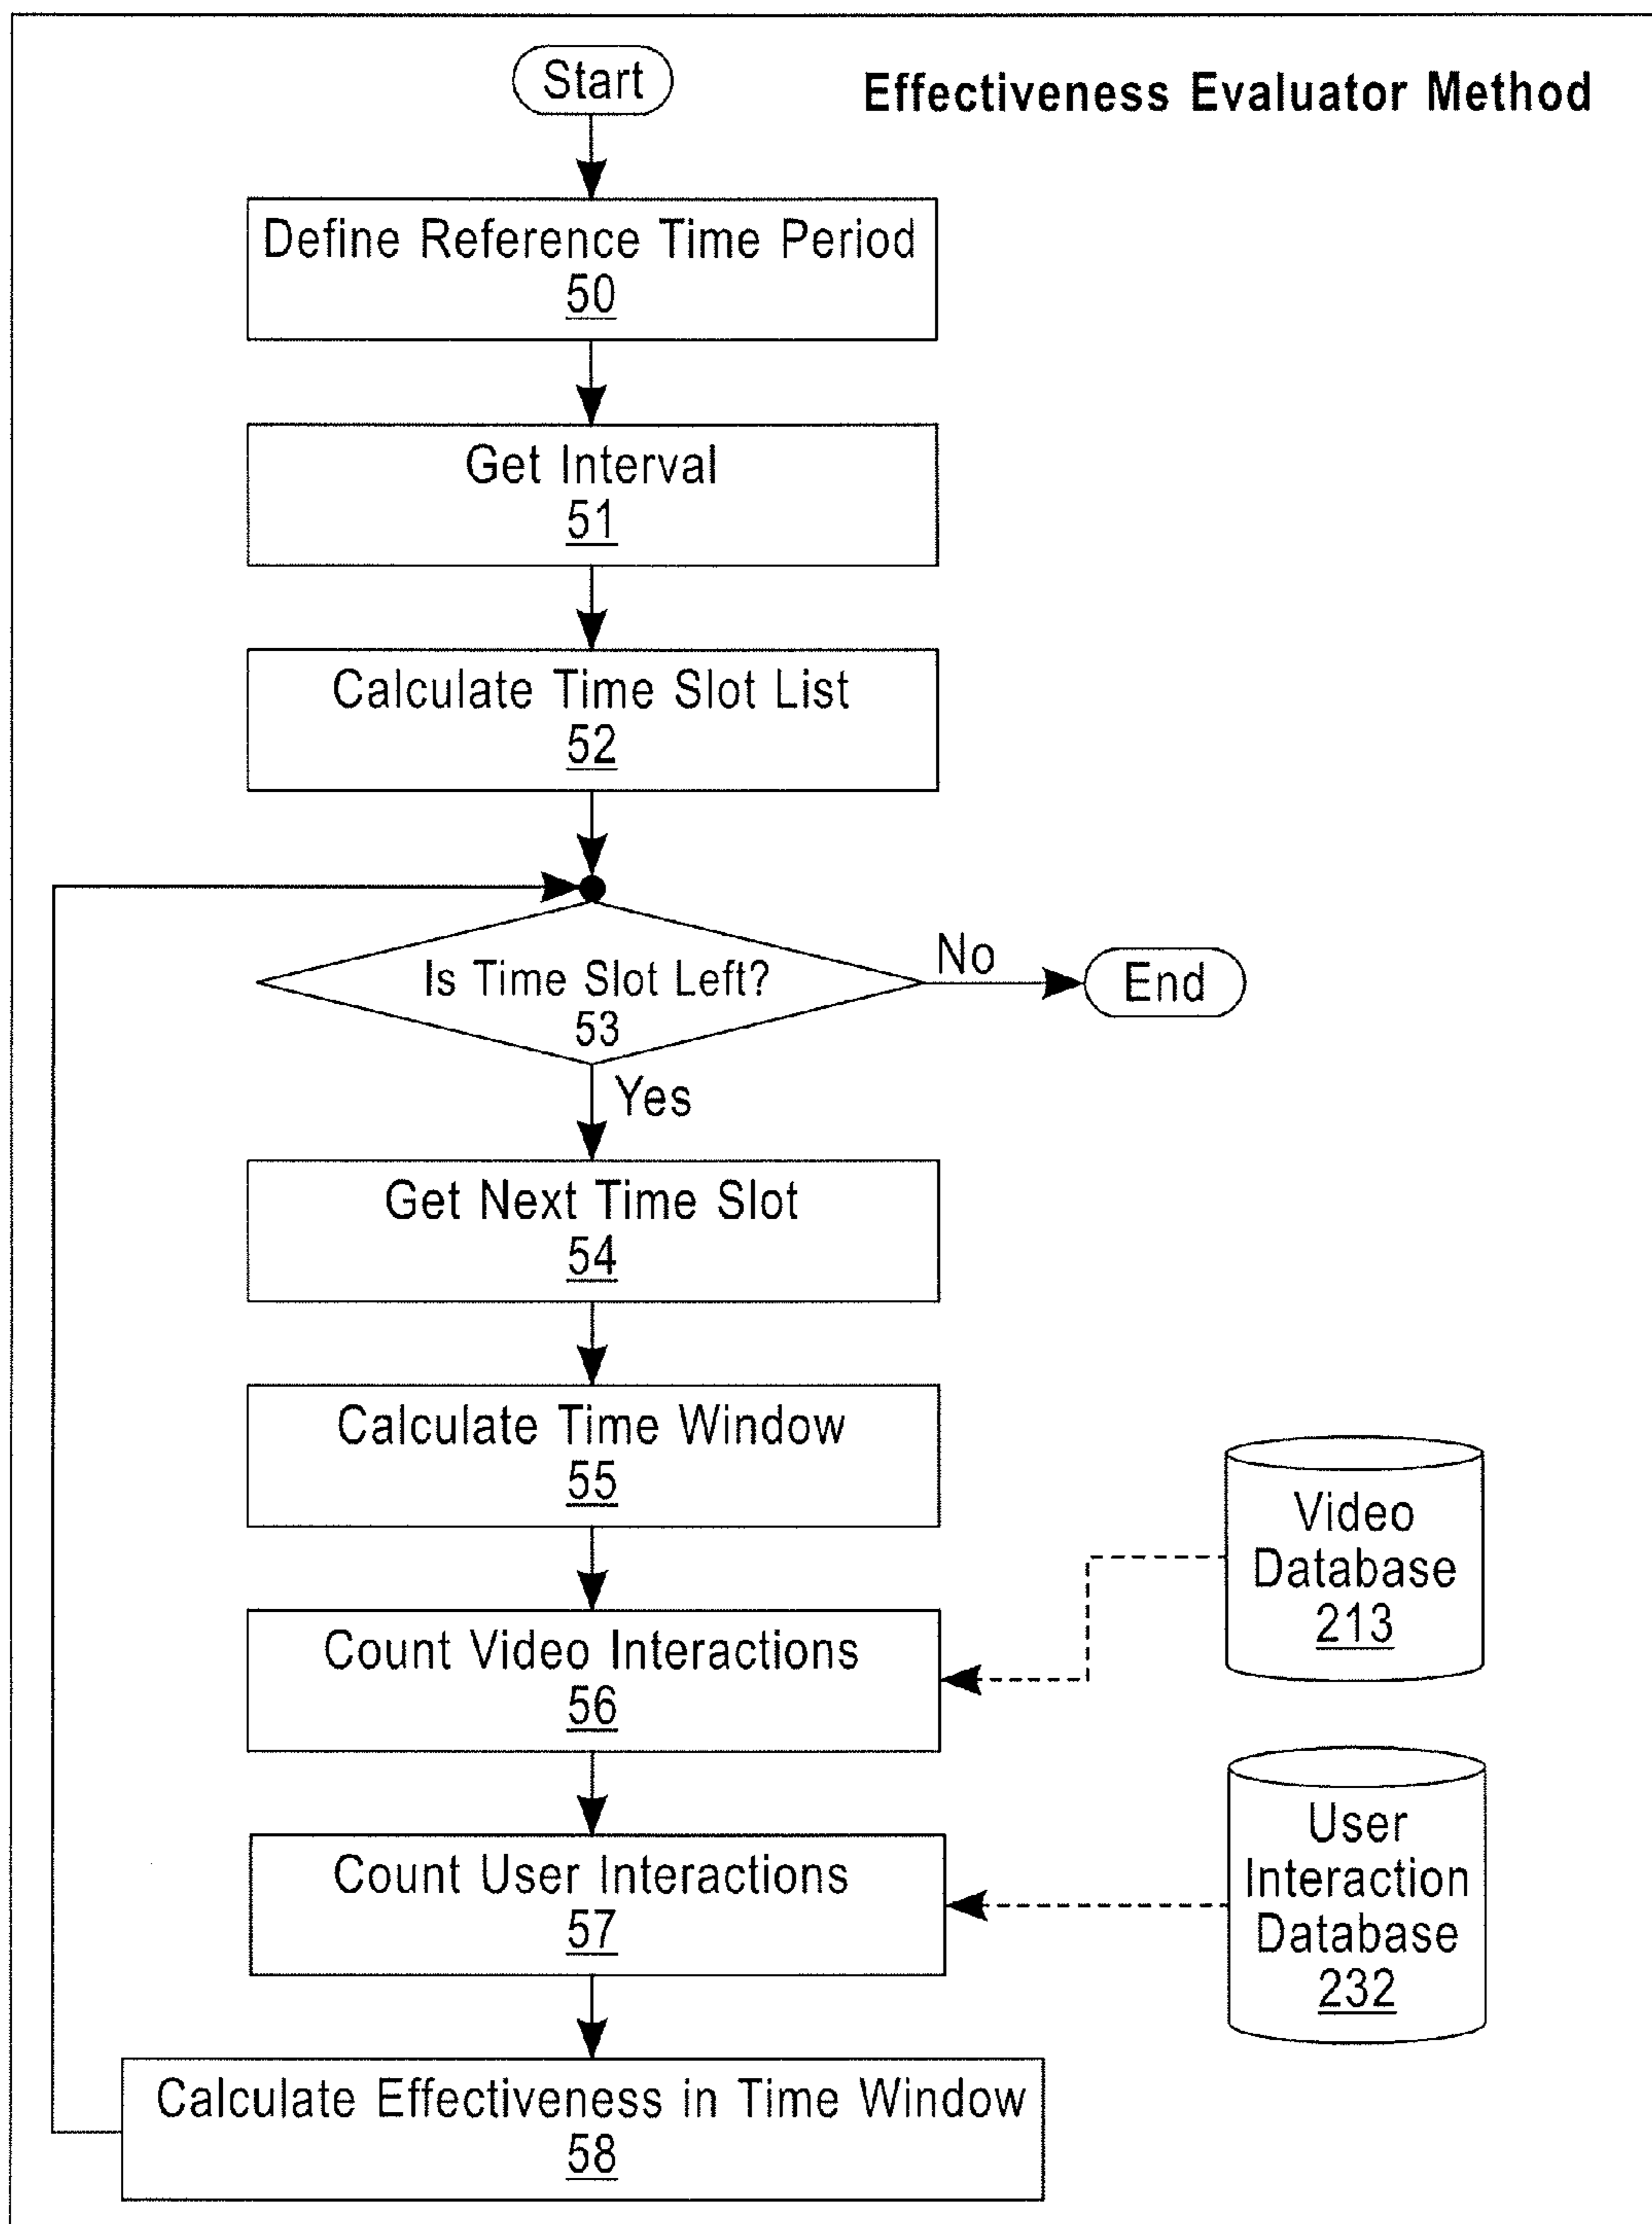 Start
Effectiveness Evaluator Method
Define Reference Time Period
50
Get Interval
51
Calculate Time Slot List
52
Is Time Slot Left?
53
No
End
Yes
Get Next Time Slot
54
Calculate Time Window
55
Count Video Interactions
56
Video
Database
213
Count User Interactions
57
User
Interaction
Database
232
Calculate Effectiveness in Time Window
58